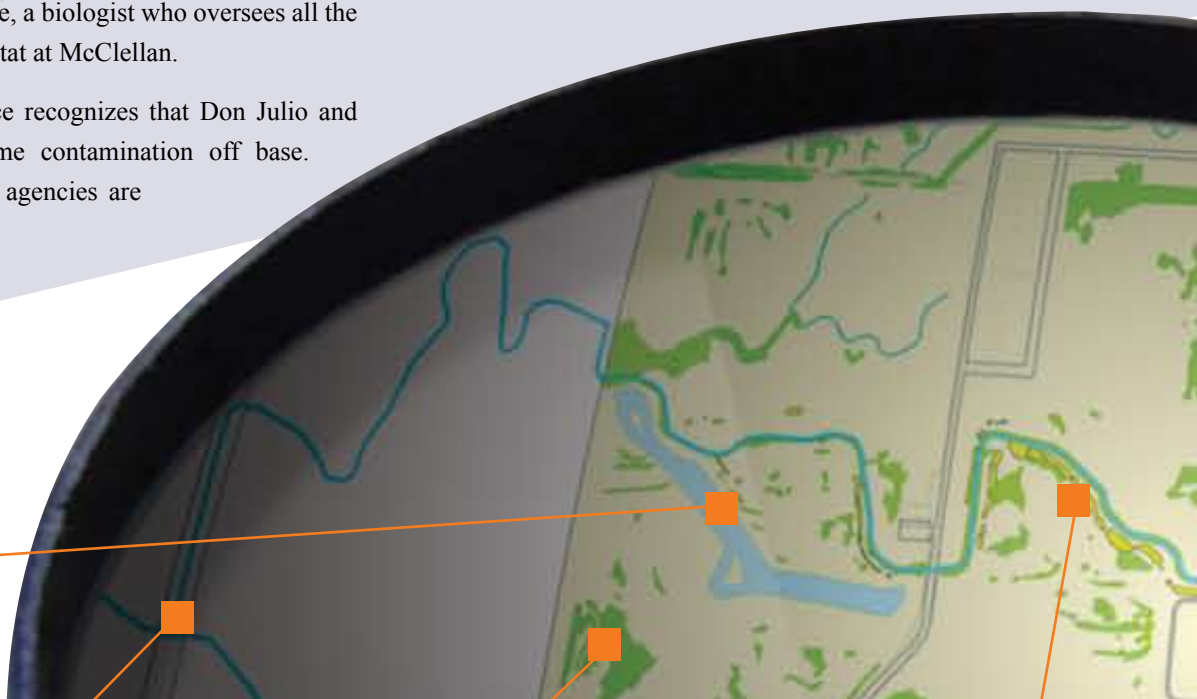 e, a biologist who oversees all the
tat at McClellan.
ce recognizes that Don Julio and
me contamination off base.
agencies are